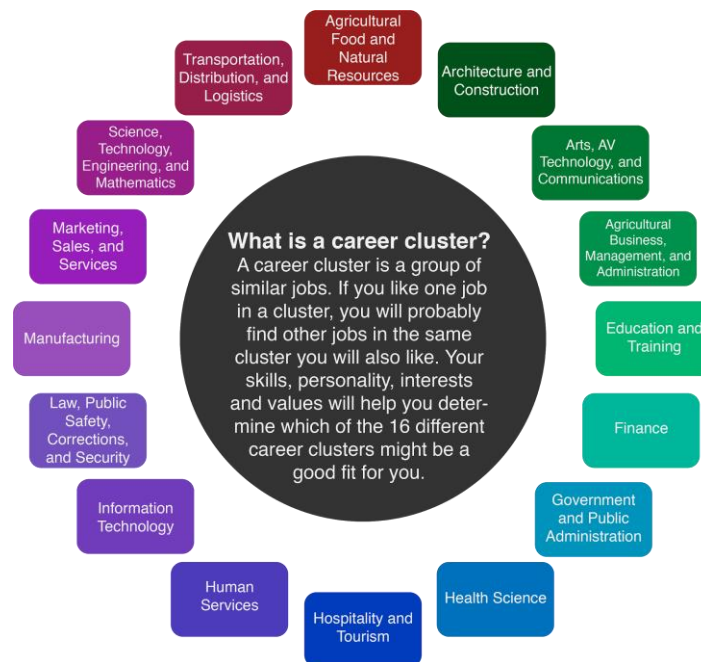 Agricultural
Food and
Natural
Resources
Architecture and
Construction
Arts, AV
Technology, and
Communications
Agricultural
Business,
Management, and
Administration
Education and
Training
Finance
Government
and Public
Administration
Health Science
Hospitality and
Tourism
Human
Services
Information
Technology
Law, Public
Safety,
Corrections,
and Security
Manufacturing
Marketing,
Sales, and
Services
Science,
Technology,
Engineering, and
Mathematics
Transportation,
Distribution, and
Logistics
What is a career cluster?
A career cluster is a group of
similar jobs. If you like one job
in a cluster, you will probably
find other jobs in the same
cluster you will also like. Your
skills, personality, interests
and values will help you deter-
mine which of the 16 different
career clusters might be a
good fit for you.